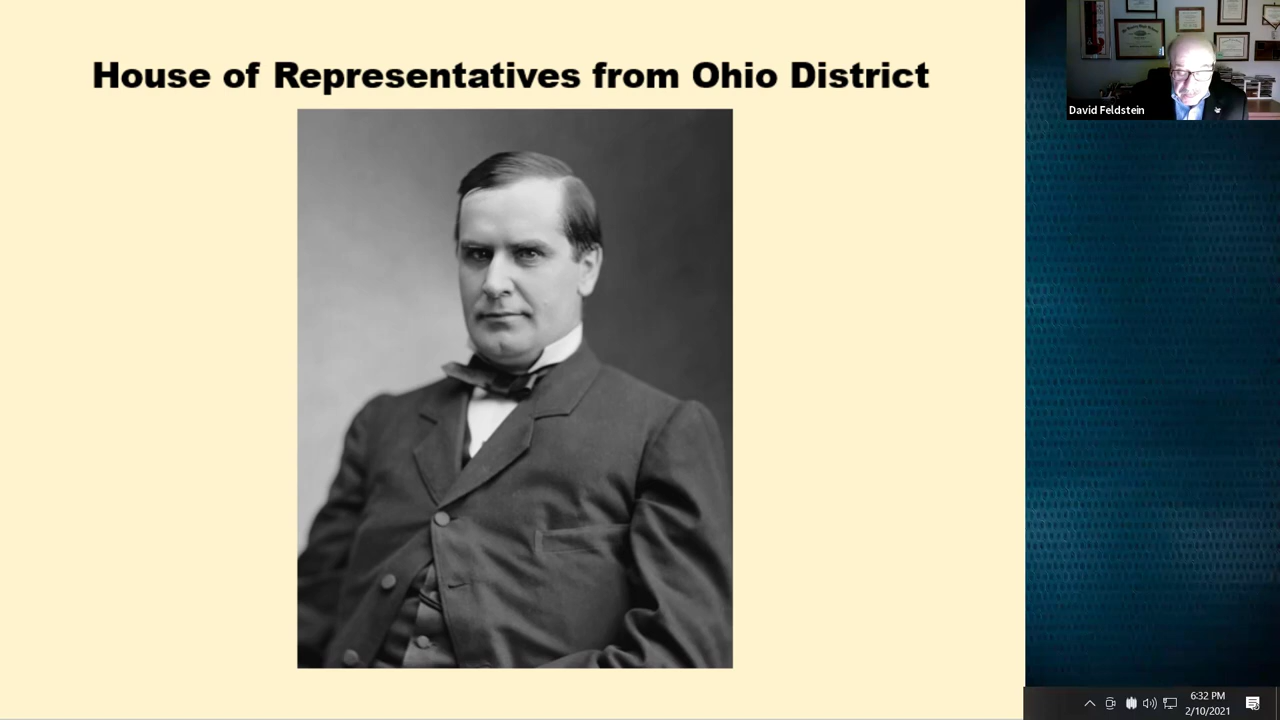 House of Representatives from Ohio District
David Feldstein
6:32 PM
2/10/2021